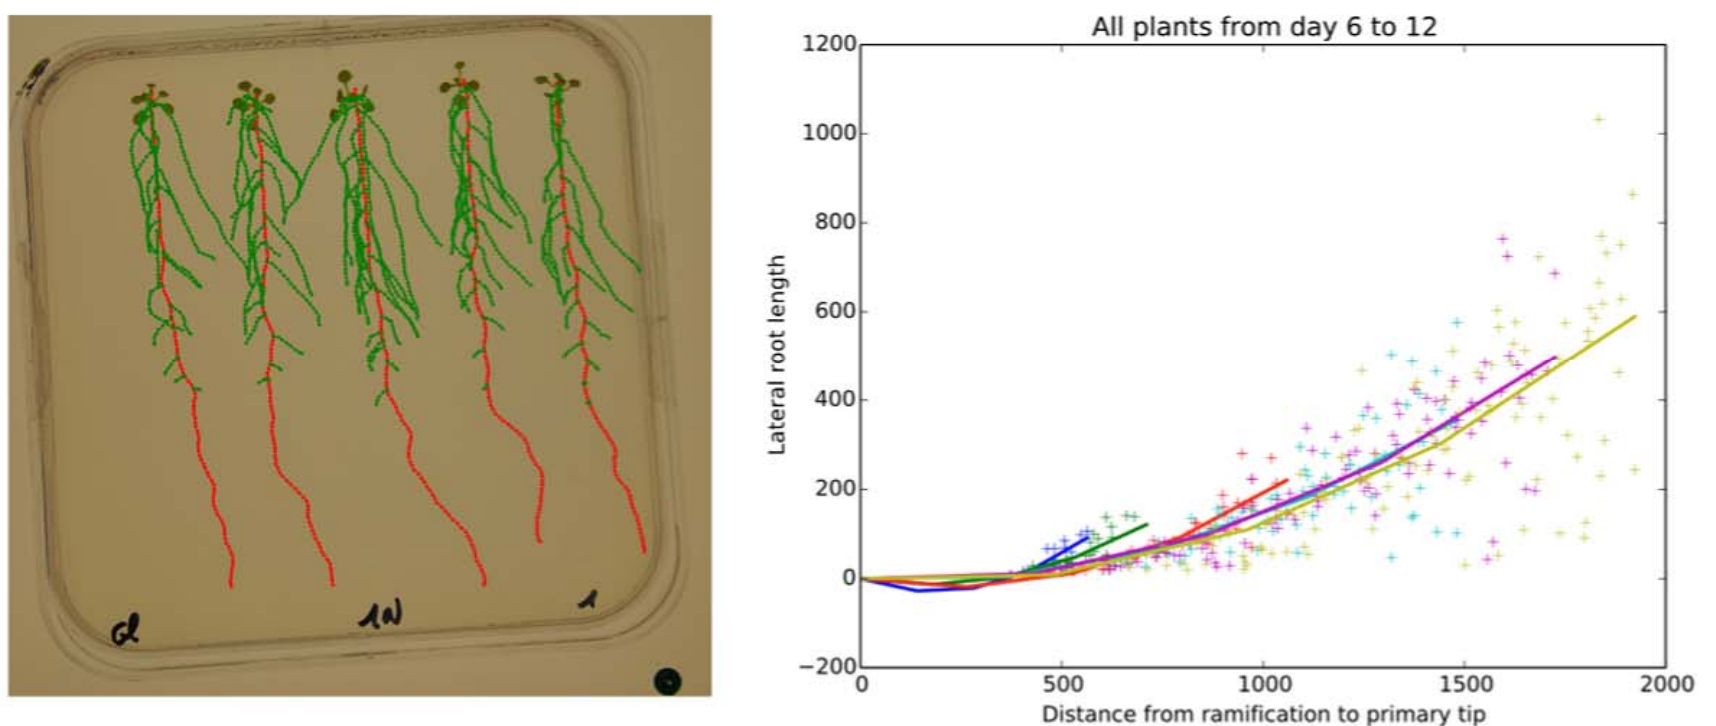 GL
1N
1
All plants from day 6 to 12
Lateral root length
1200
1000
800
600
400
200
0
−200
0 500 1000 1500 2000
Distance from ramification to primary tip